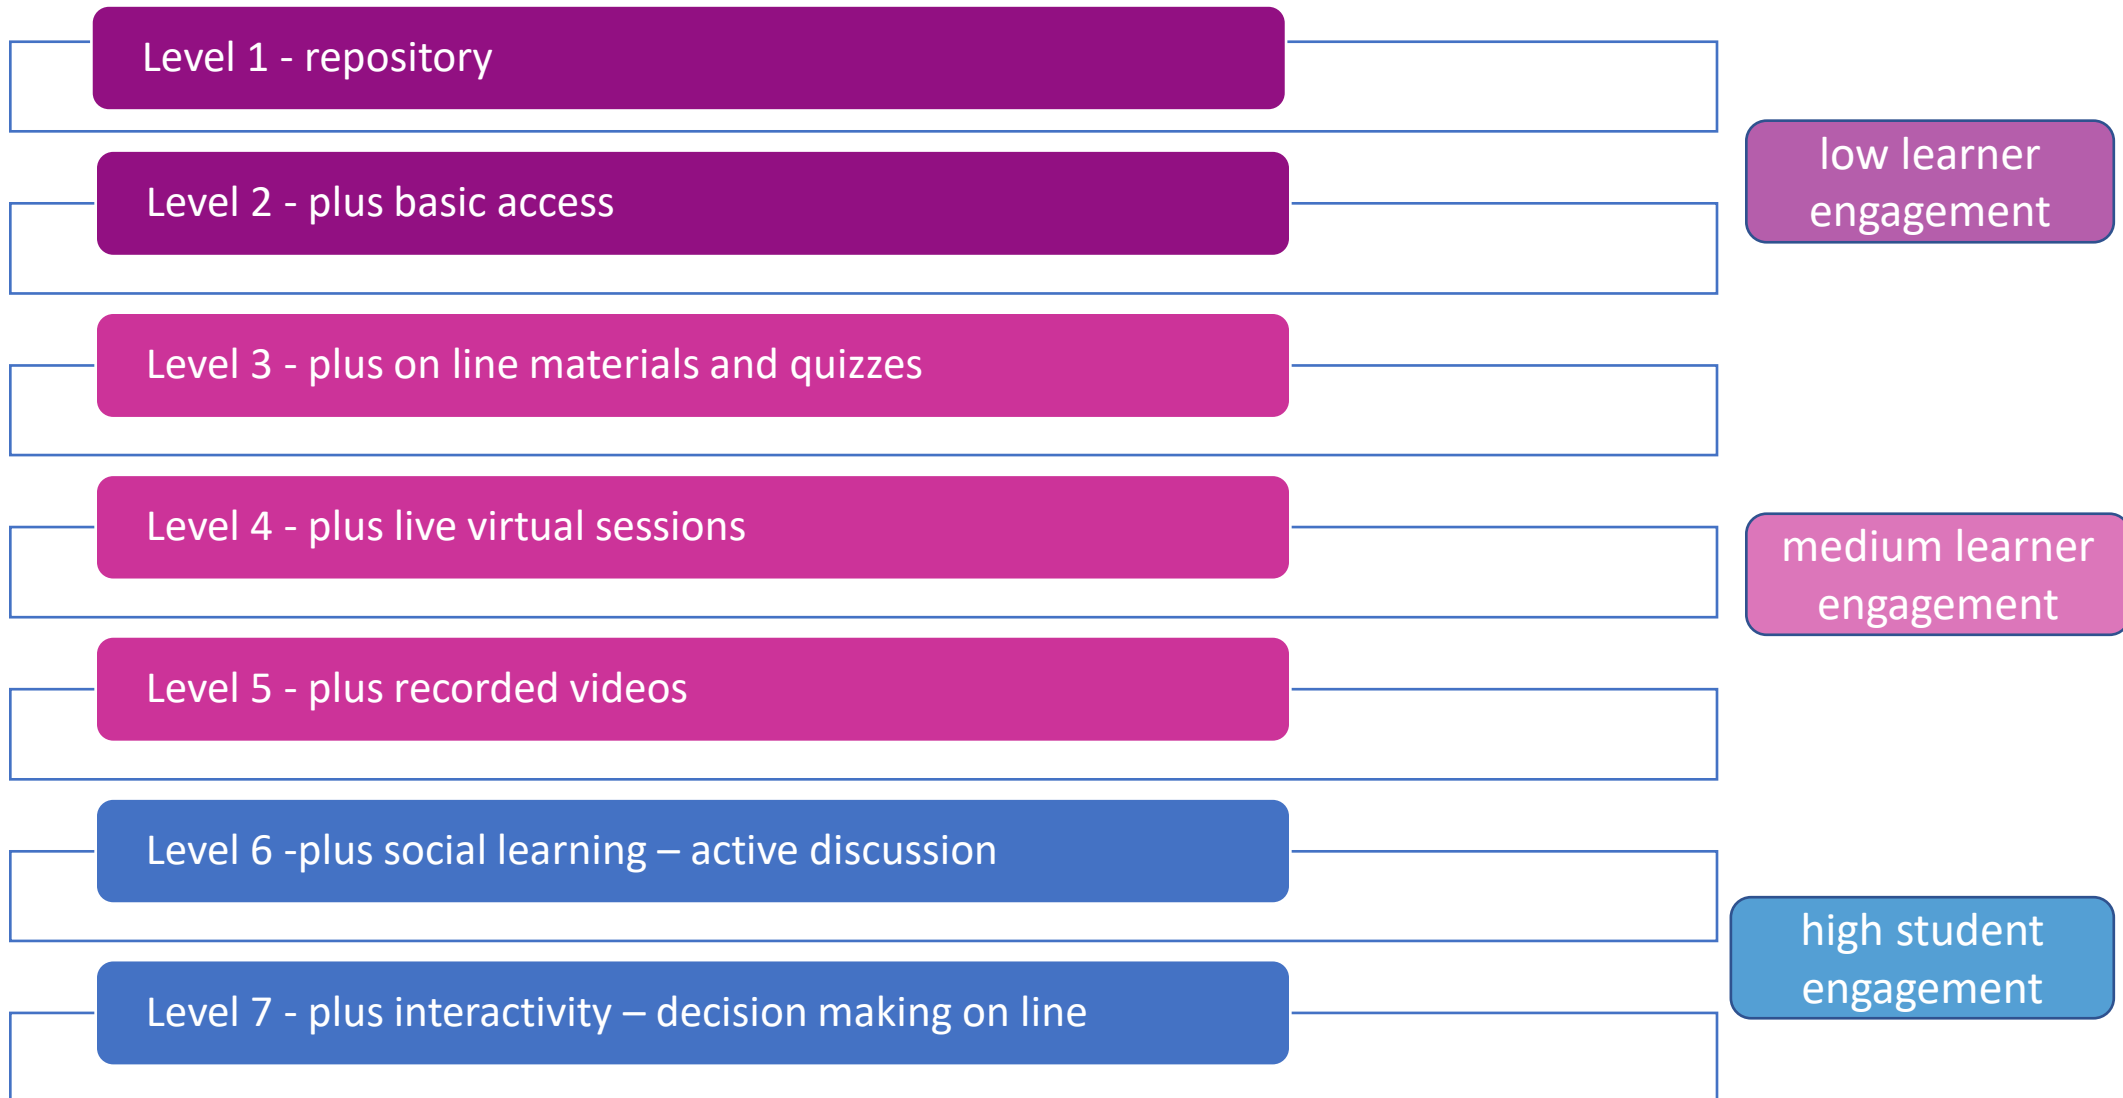 Level 1 - repository
low learner
engagement
Level 2 - plus basic access
Level 3 - plus on line materials and quizzes
Level 4 - plus live virtual sessions
medium learner
engagement
Level 5 - plus recorded videos
Level 6 -plus social learning – active discussion
high student
engagement
Level 7 - plus interactivity – decision making on line